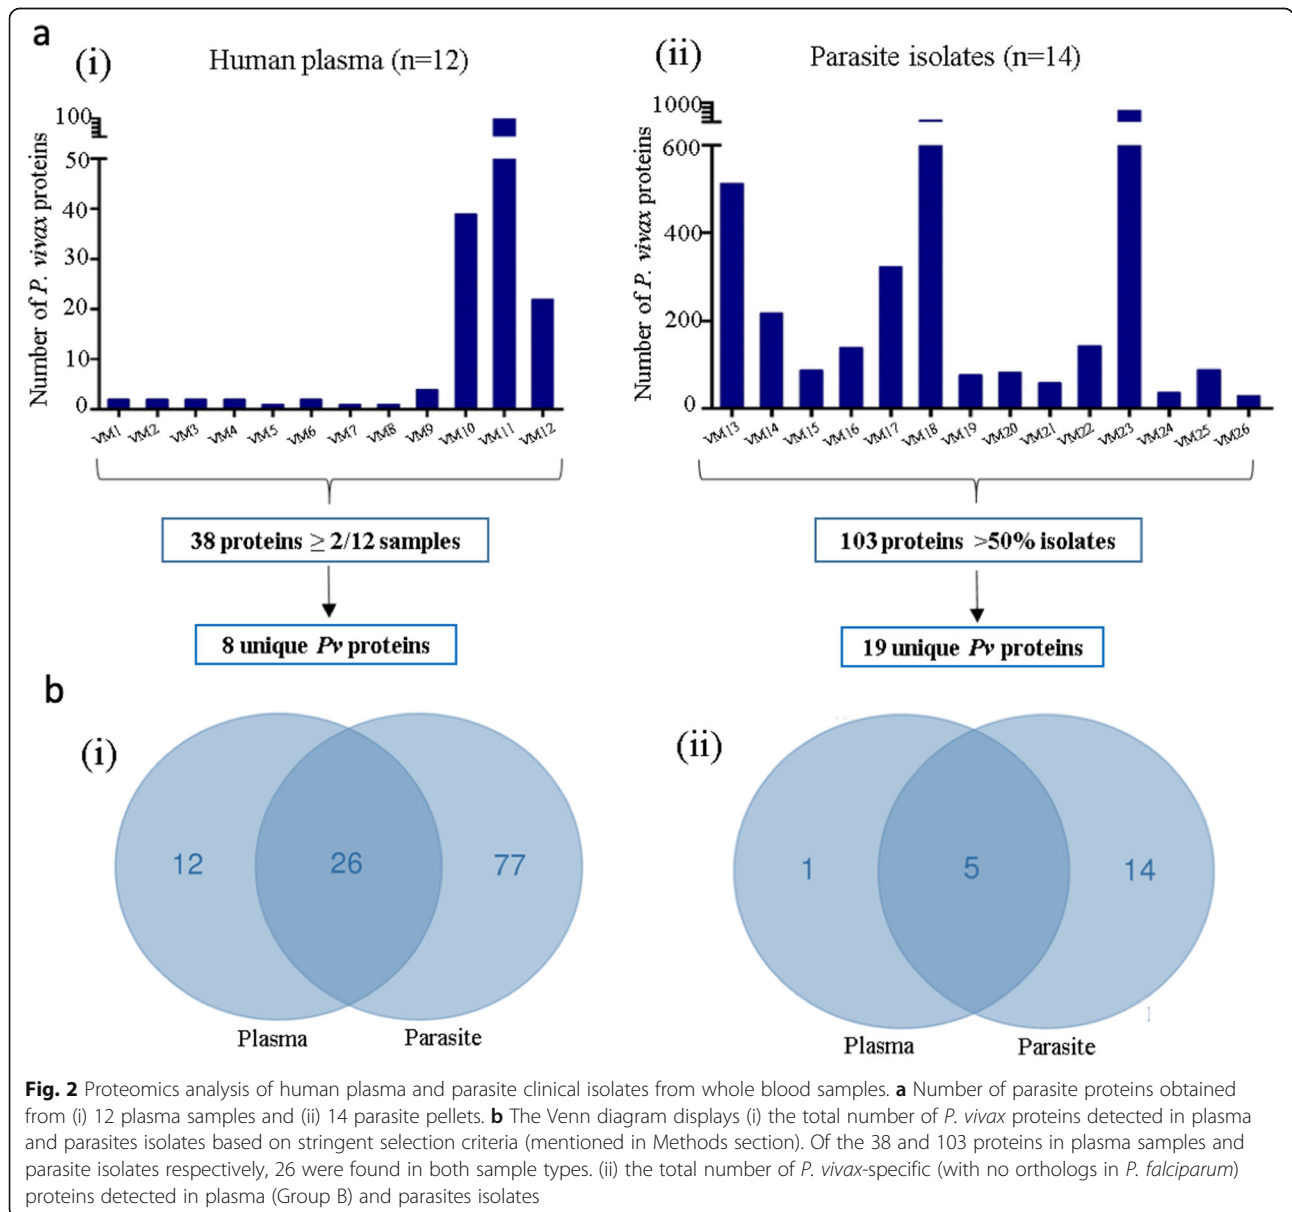 a
(i)
Human plasma (n=12)
Number of P. vivax proteins
100
50
40
30
20
10
0
VM1
VM2
VM3
VM4
VM5
VM6
VM7
VM8
VM9
VM10
VM11
VM12
38 proteins ≥ 2/12 samples
8 unique Pv proteins
(ii)
Parasite isolates (n=14)
Number of P. vivax proteins
1000
600
400
200
0
VM13
VM14
VM15
VM16
VM17
VM18
VM19
VM20
VM21
VM22
VM23
VM24
VM25
VM26
103 proteins >50% isolates
19 unique Pv proteins
b
(i)
12
26
77
Plasma
Parasite
(ii)
1
5
14
Plasma
Parasite
Fig. 2 Proteomics analysis of human plasma and parasite clinical isolates from whole blood samples. a Number of parasite proteins obtained
from (i) 12 plasma samples and (ii) 14 parasite pellets. b The Venn diagram displays (i) the total number of P. vivax proteins detected in plasma
and parasites isolates based on stringent selection criteria (mentioned in Methods section). Of the 38 and 103 proteins in plasma samples and
parasite isolates respectively, 26 were found in both sample types. (ii) the total number of P. vivax-specific (with no orthologs in P. falciparum)
proteins detected in plasma (Group B) and parasites isolates